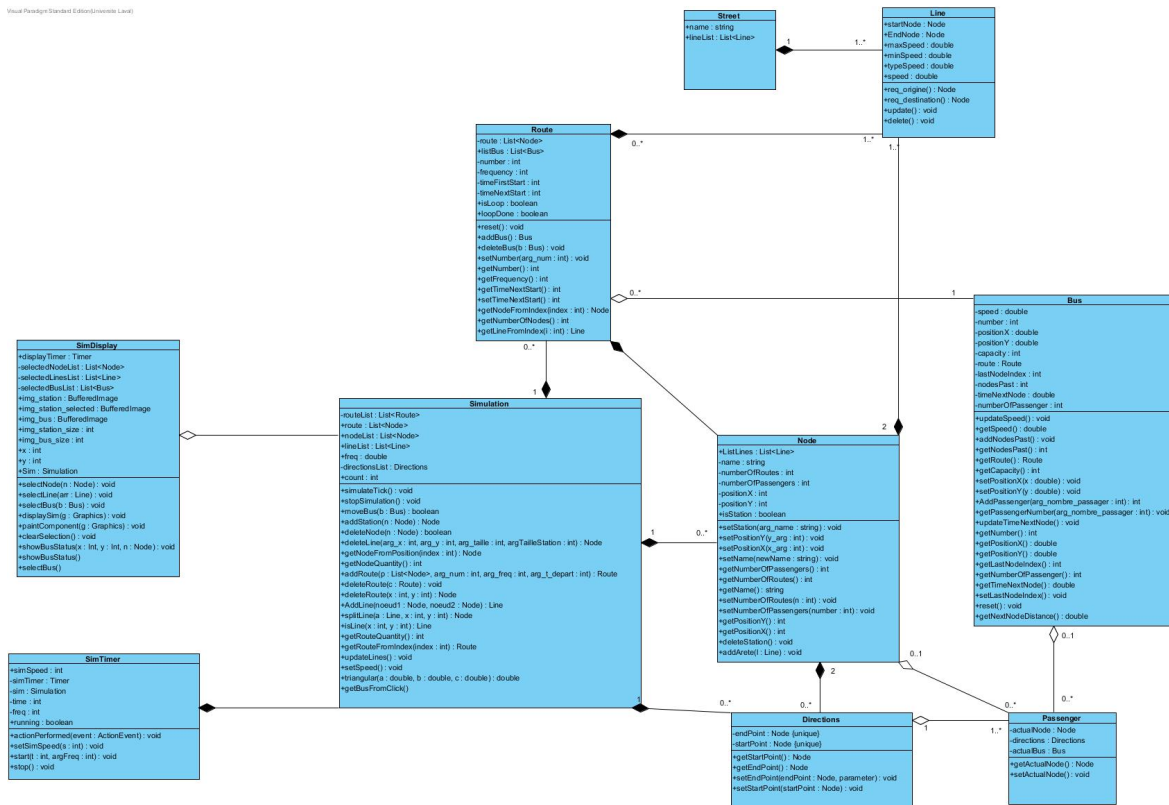 Visual Paradigm Standard Edition(Universite Laval)
Street
+name : string
+lineList : List<Line>
1
1..*
Line
+startNode : Node
+EndNode : Node
+maxSpeed : double
+minSpeed : double
+typeSpeed : double
+speed : double
+req_origine() : Node
+req_destination() : Node
+update() : void
+delete() : void
Route
-route : List<Node>
+listBus : List<Bus>
-number : int
-frequency : int
-timeFirstStart : int
-timeNextStart : int
+isLoop : boolean
+loopDone : boolean
+reset() : void
+addBus() : Bus
+deleteBus(b : Bus) : void
+setNumber(arg_num : int) : void
+getNumber() : int
+getFrequency() : int
+getTimeNextStart() : int
+setTimeNextStart() : int
+getNodeFromIndex(index : int) : Node
+getNumberOfNodes() : int
+getLineFromIndex(i : int) : Line
0..*
1..*
1..*
0..*
1
0..*
1
Bus
-speed : double
-number : int
-positionX : double
-positionY : double
-capacity : int
-route : Route
-lastNodeIndex : int
-nodesPast : int
-timeNextNode : double
-numberOfPassenger : int
+updateSpeed() : void
+getSpeed() : double
+addNodesPast() : void
+getNodesPast() : int
+getRoute() : Route
+getCapacity() : int
+setPositionX(x : double) : void
+setPositionY(y : double) : void
+AddPassenger(arg_nombre_passager : int) : int
+getPassengerNumber(arg_nombre_passager : int) : void
+updateTimeNextNode() : void
+getNumber() : int
+getPositionX() : double
+getPositionY() : double
+getLastNodeIndex() : int
+getNumberOfPassenger() : int
+getTimeNextNode() : double
+setLastNodeIndex() : void
+reset() : void
+getNextNodeDistance() : double
SimDisplay
+displayTimer : Timer
-selectedNodeList : List<Node>
-selectedLinesList : List<Line>
-selectedBusList : List<Bus>
+img_station : BufferedImage
+img_station_selected : BufferedImage
+img_bus : BufferedImage
+img_station_size : int
+img_bus_size : int
+x : int
+y : int
+Sim : Simulation
+selectNode(n : Node) : void
+selectLine(arr : Line) : void
+selectBus(b : Bus) : void
+displaySim(g : Graphics) : void
+paintComponent(g : Graphics) : void
+clearSelection() : void
+showBusStatus(x : Int, y : Int, n : Node) : void
+showBusStatus()
+selectBus()
Simulation
-routeList : List<Route>
+route : List<Node>
+nodeList : List<Node>
+lineList : List<Line>
+freq : double
-directionsList : Directions
+count : int
+simulateTick() : void
+stopSimulation() : void
+moveBus(b : Bus) : boolean
+addStation(n : Node) : Node
+deleteNode(n : Node) : boolean
+deleteLine(arg_x : int, arg_y : int, arg_taille : int, argTailleStation : int) : Node
+getNodeFromPosition(index : int) : Node
+getNodeQuantity() : int
+addRoute(p : List<Node>, arg_num : int, arg_freq : int, arg_t_depart : int) : Route
+deleteRoute(c : Route) : void
+deleteRoute(x : int, y : int) : Node
+AddLine(noeud1 : Node, noeud2 : Node) : Line
+splitLine(a : Line, x : int, y : int) : Node
+isLine(x : int, y : int) : Line
+getRouteQuantity() : int
+getRouteFromIndex(index : int) : Route
+updateLines() : void
+setSpeed() : void
+triangular(a : double, b : double, c : double) : double
+getBusFromClick()
1
0..*
2
Node
+ListLines : List<Line>
-name : string
-numberOfRoutes : int
-numberOfPassengers : int
-positionX : int
-positionY : int
+isStation : boolean
+setStation(arg_name : string) : void
+setPositionY(y_arg : int) : void
+setPositionX(x_arg : int) : void
+setName(newName : string) : void
+getNumberOfPassengers() : int
+getNumberOfRoutes() : int
+getName() : string
+setNumberOfRoutes(n : int) : void
+setNumberOfPassengers(number : int) : void
+getPositionY() : int
+getPositionX() : int
+deleteStation() : void
+addArete(l : Line) : void
0..1
0..1
2
SimTimer
+simSpeed : int
-simTimer : Timer
-sim : Simulation
-time : int
-freq : int
+running : boolean
+actionPerformed(event : ActionEvent) : void
+setSimSpeed(s : int) : void
+start(t : int, argFreq : int) : void
+stop() : void
1
0..*
0..*
0..*
0..*
Directions
-endPoint : Node {unique}
-startPoint : Node {unique}
+getStartPoint() : Node
+getEndPoint() : Node
+setEndPoint(endPoint : Node, parameter) : void
+setStartPoint(startPoint : Node) : void
1
1..*
Passenger
-actualNode : Node
-directions : Directions
-actualBus : Bus
+getActualNode() : Node
+setActualNode() : void